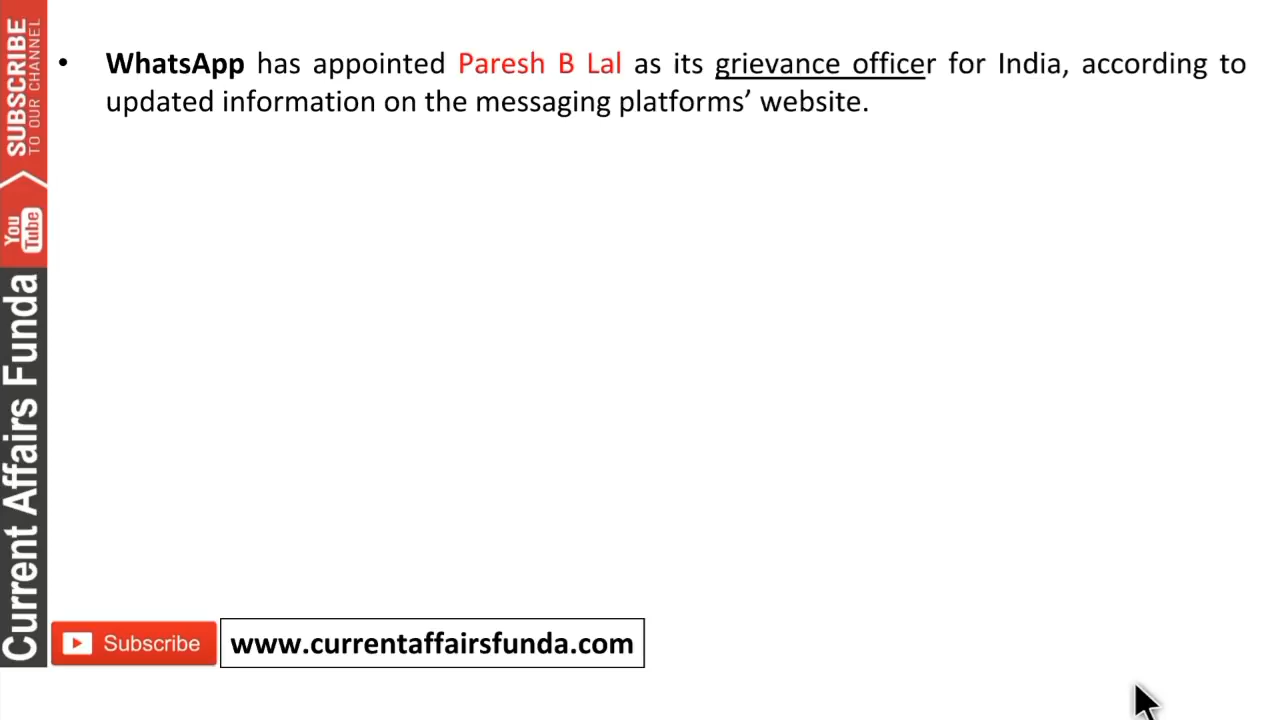 • WhatsApp has appointed Paresh B Lal as its grievance officer for India, according to
updated information on the messaging platforms’ website.
SUBSCRIBE
TO OUR CHANNEL
You
Tube
Current Affairs Funda
Subscribe
www.currentaffairsfunda.com